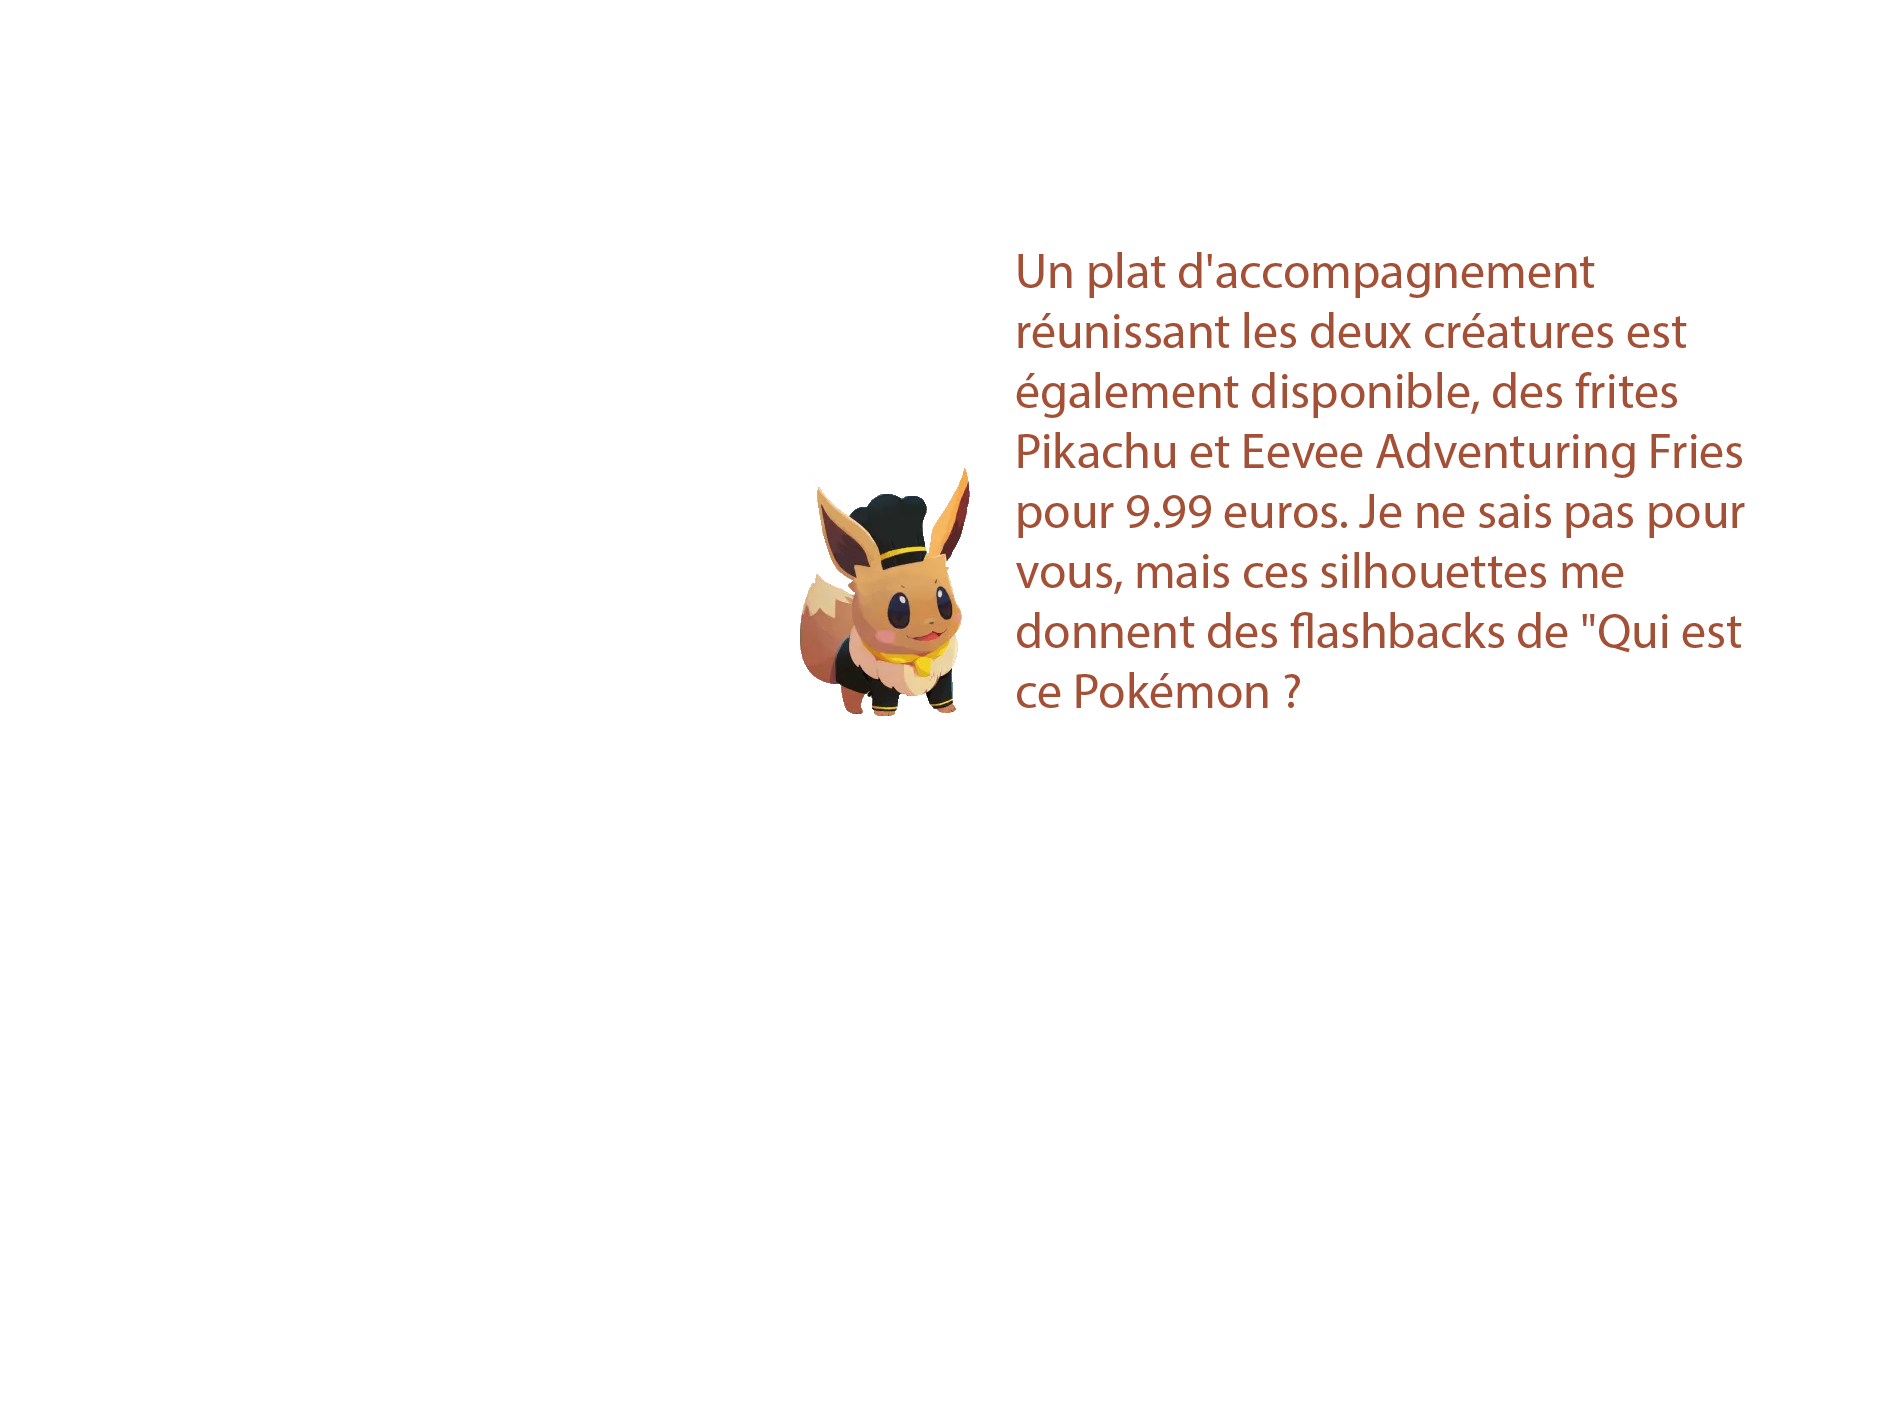 Un plat d'accompagnement
réunissant les deux créatures est
également disponible, des frites
Pikachu et Eevee Adventuring Fries
pour 9.99 euros. Je ne sais pas pour
vous, mais ces silhouettes me
donnent des flashbacks de "Qui est
ce Pokémon ?